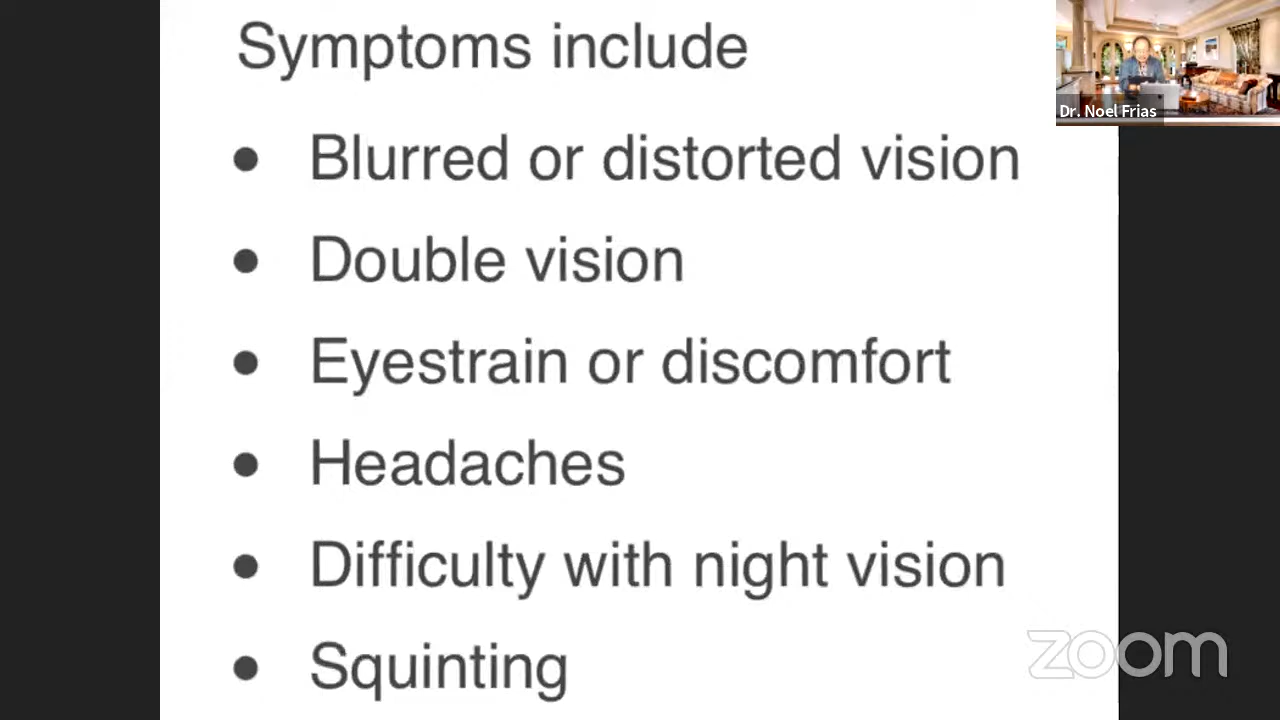 Symptoms include
Dr. Noel Frias
• Blurred or distorted vision
• Double vision
• Eyestrain or discomfort
• Headaches
• Difficulty with night vision
• Squinting
zoom